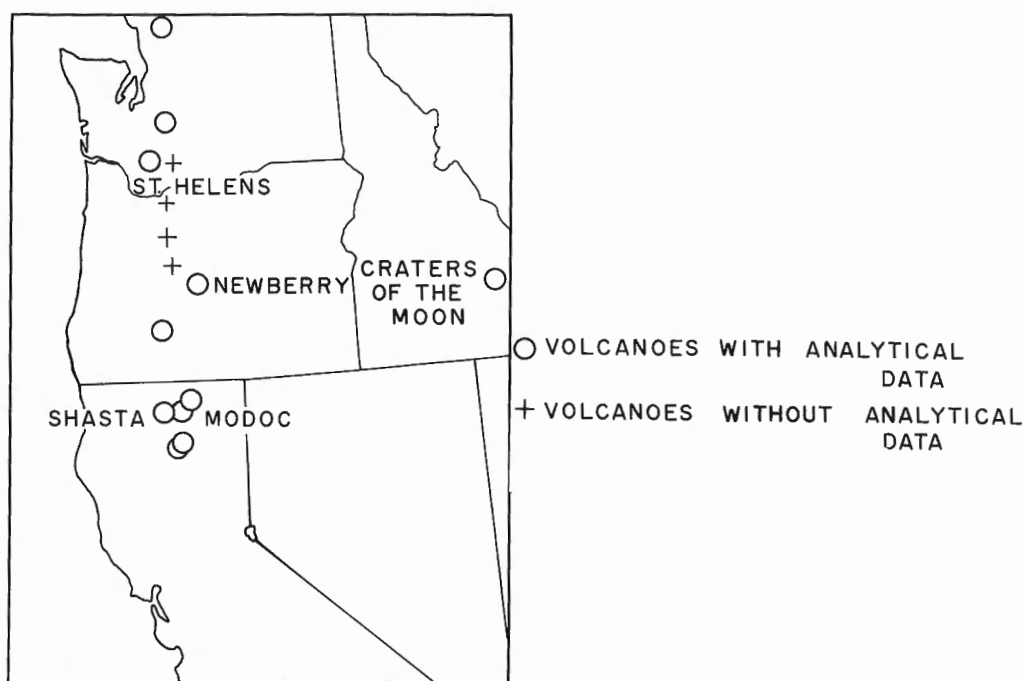 ST. HELENS
NEWBERRY
CRATERS
OF THE
MOON
SHASTA
MODOC
VOLCANOES WITH ANALYTICAL
DATA
VOLCANOES WITHOUT ANALYTICAL
DATA